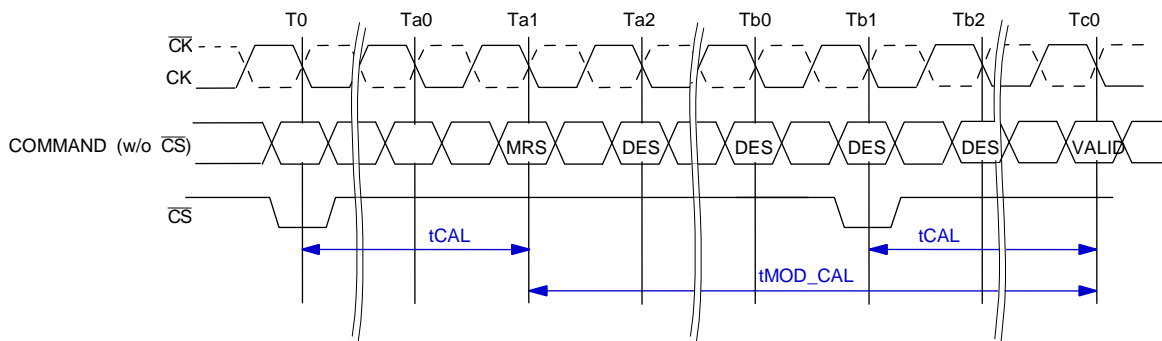 T0 Ta0 Ta1 Ta2 Tb0 Tb1 Tb2 Tc0
CK
CK
COMMAND (w/o CS) MRS DES DES DES DES VALID
CS
tCAL tCAL
tMOD_CAL